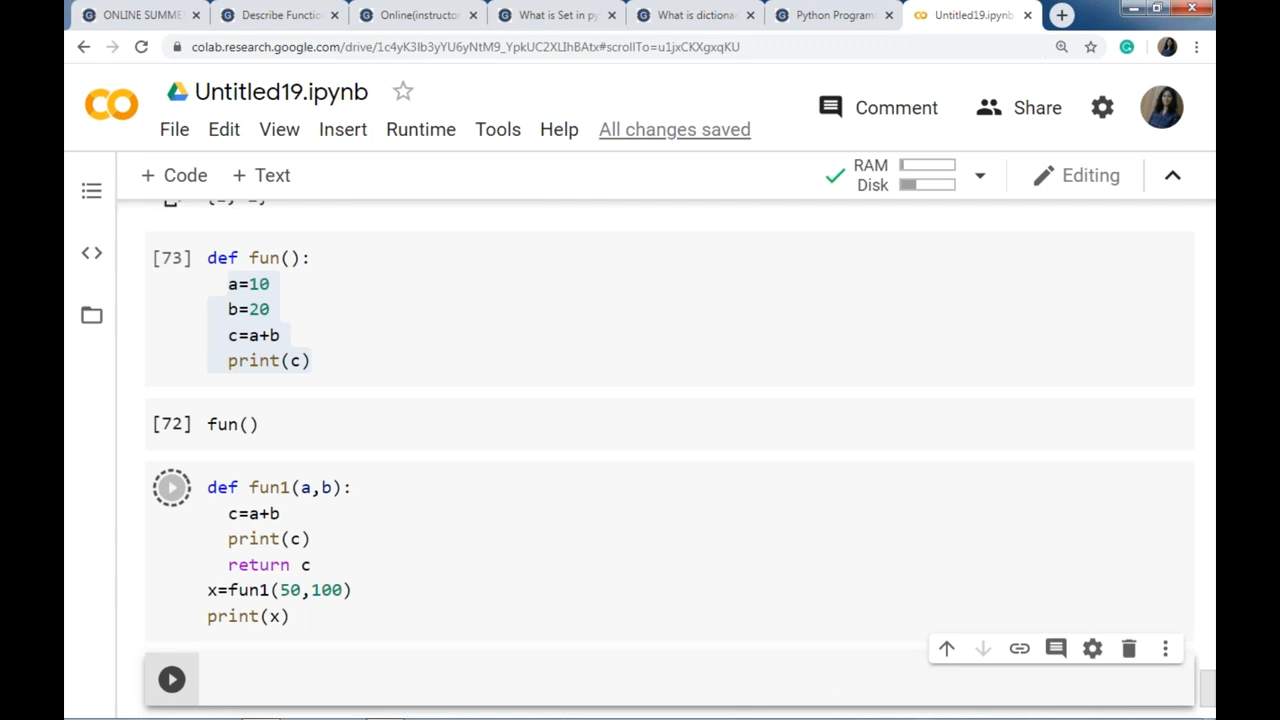 ONLINE SUMME
Describe Functio
Online(instructor
What is Set in py
What is dictionar
Python Program
Untitled19.ipynb
colab.research.google.com/drive/1c4yK3Ib3yYU6yNtM9_YpkUC2XLIhBAtx#scrollTo=u1jxCKXgxqKU
Untitled19.ipynb
File Edit View Insert Runtime Tools Help All changes saved
Comment Share
+ Code + Text
RAM
Disk
Editing
[73] def fun():
a=10
b=20
c=a+b
print(c)
[72] fun()
def fun1(a,b):
c=a+b
print(c)
return c
x=fun1(50,100)
print(x)